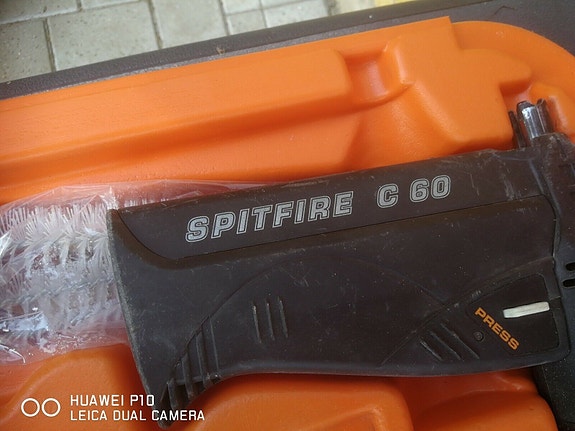 SPITFIRE C 60
PRESS
HUAWEI P10
LEICA DUAL CAMERA